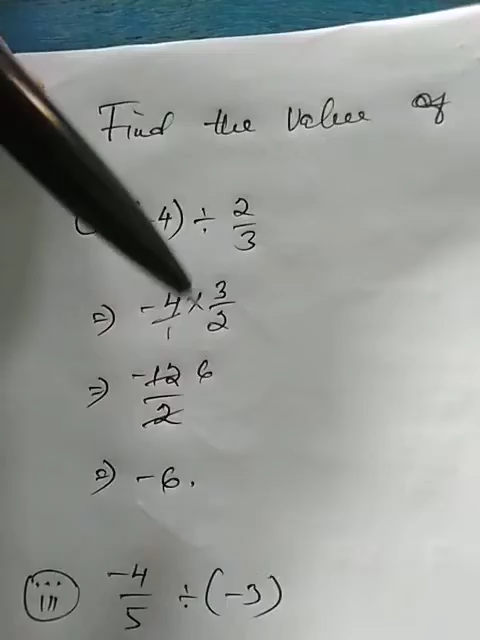 Find the value of
-4) ÷ 2/3
⇒ -4/1 × 3/2
⇒ -12/2 6
⇒ -6.
(iii) -4/5 ÷ (-3)